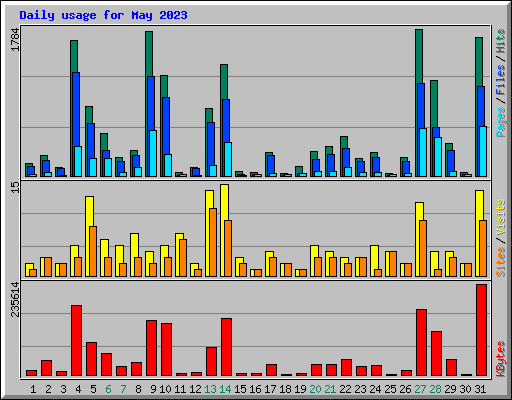 Daily usage for May 2023
1784
Pages / Files / Hits
15
Sites / Visits
235614
KBytes
1 2 3 4 5 6 7 8 9 10 11 12 13 14 15 16 17 18 19 20 21 22 23 24 25 26 27 28 29 30 31